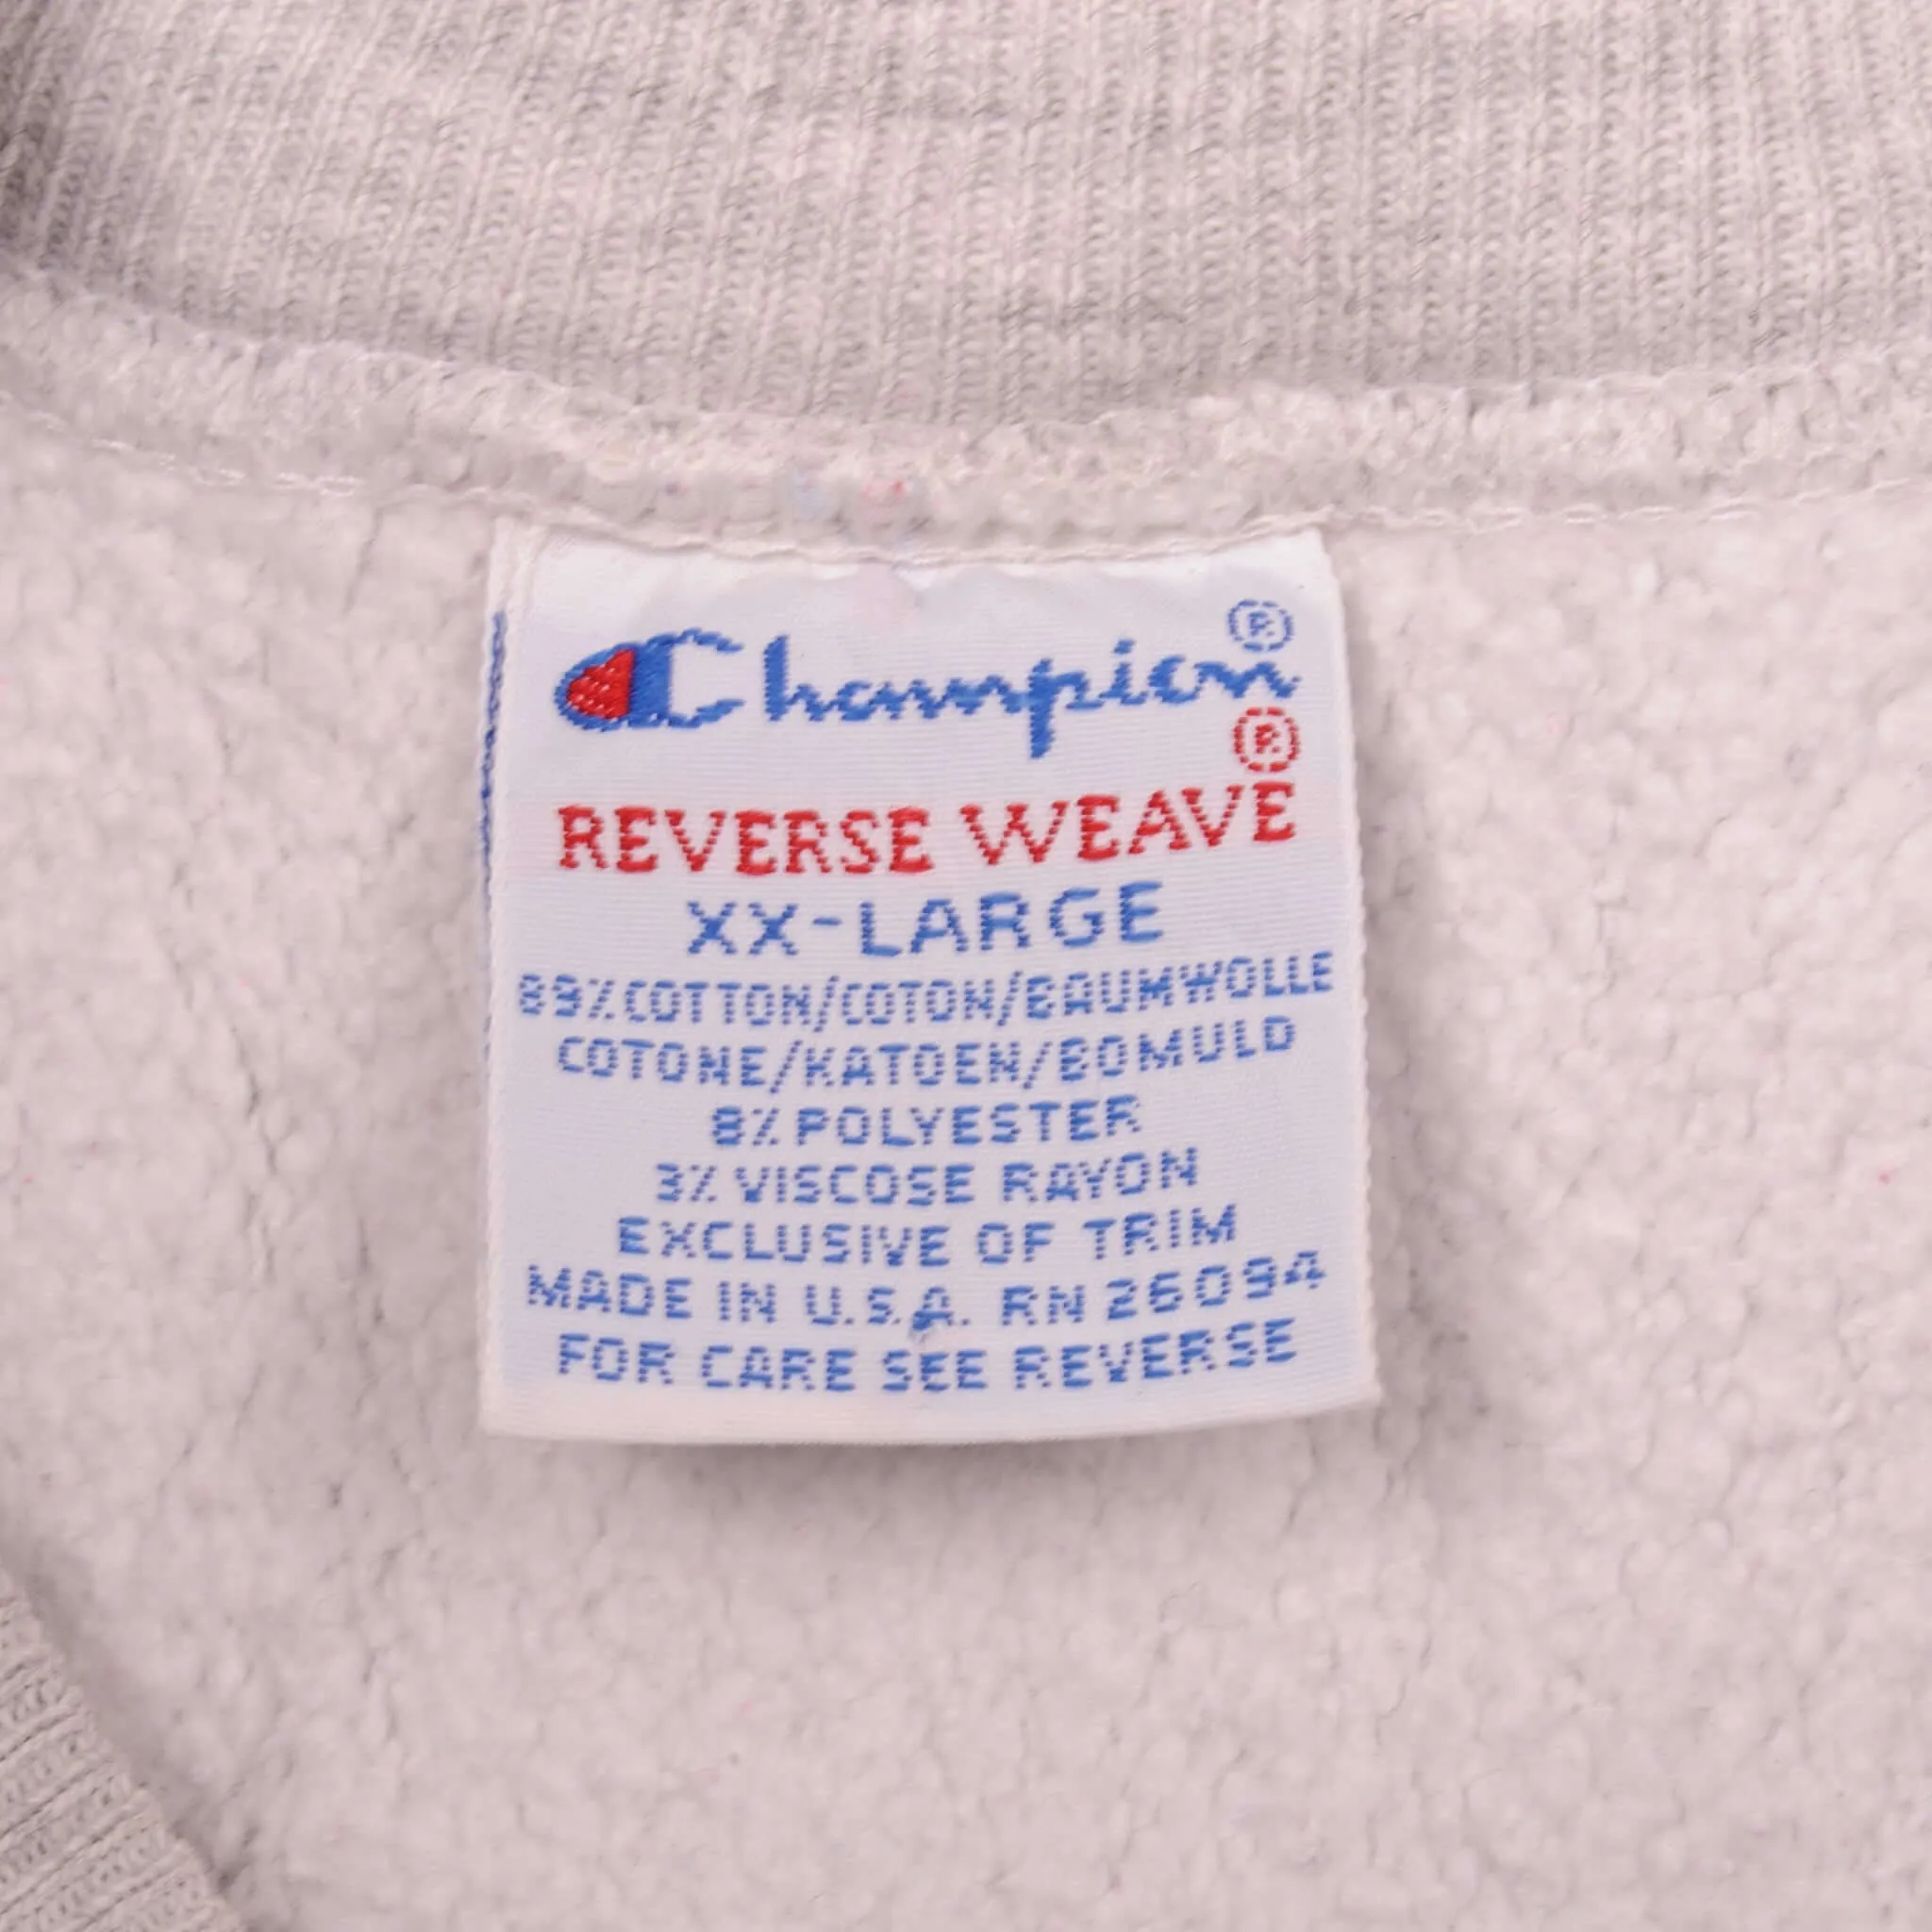 Champion®
REVERSE WEAVE®
XX-LARGE
89% COTTON/COTON/BAUMWOLLE
COTONE/KATOEN/BOMULD
8% POLYESTER
3% VISCOSE RAYON
EXCLUSIVE OF TRIM
MADE IN U.S.A. RN 26094
FOR CARE SEE REVERSE